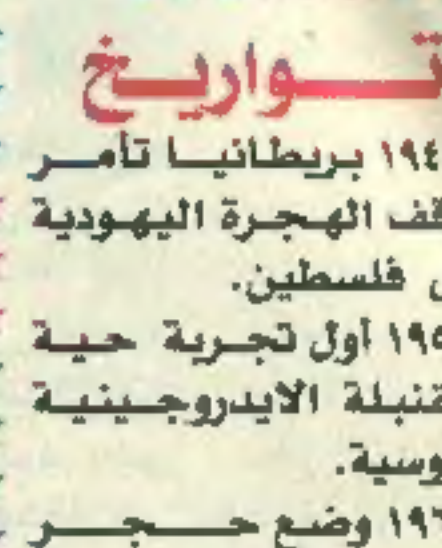 تواريخ
١٩٤ بريطانيا تأمر
قف الهجرة اليهودية
فلسطين.
١٩٥ أول تجربة حية
قنبلة الايدروجينية
وسية.
١٩٦ وضع حجر